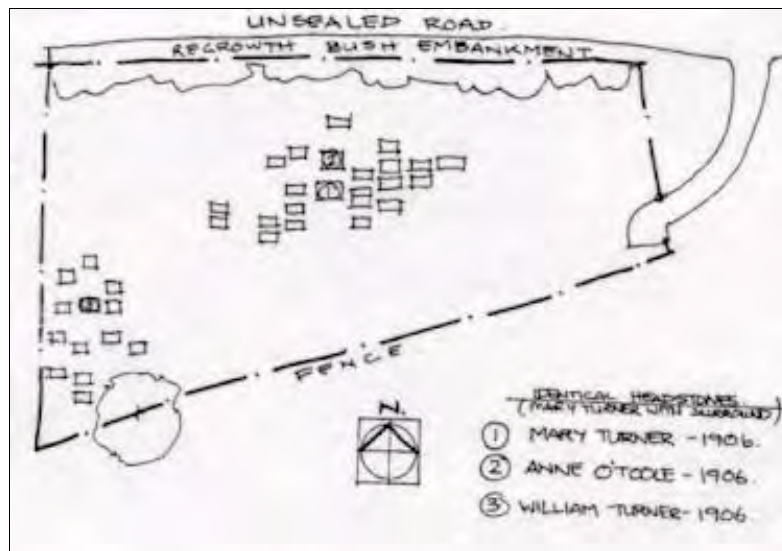 UNSEALED ROAD.
REGROWTH BUSH EMBANKMENT
FENCE
N.
IDENTICAL HEADSTONES.
(MARY TURNER WITH SURROUND)
1 MARY TURNER - 1906.
2 ANNE O'TOOLE - 1906.
3 WILLIAM TURNER - 1906.